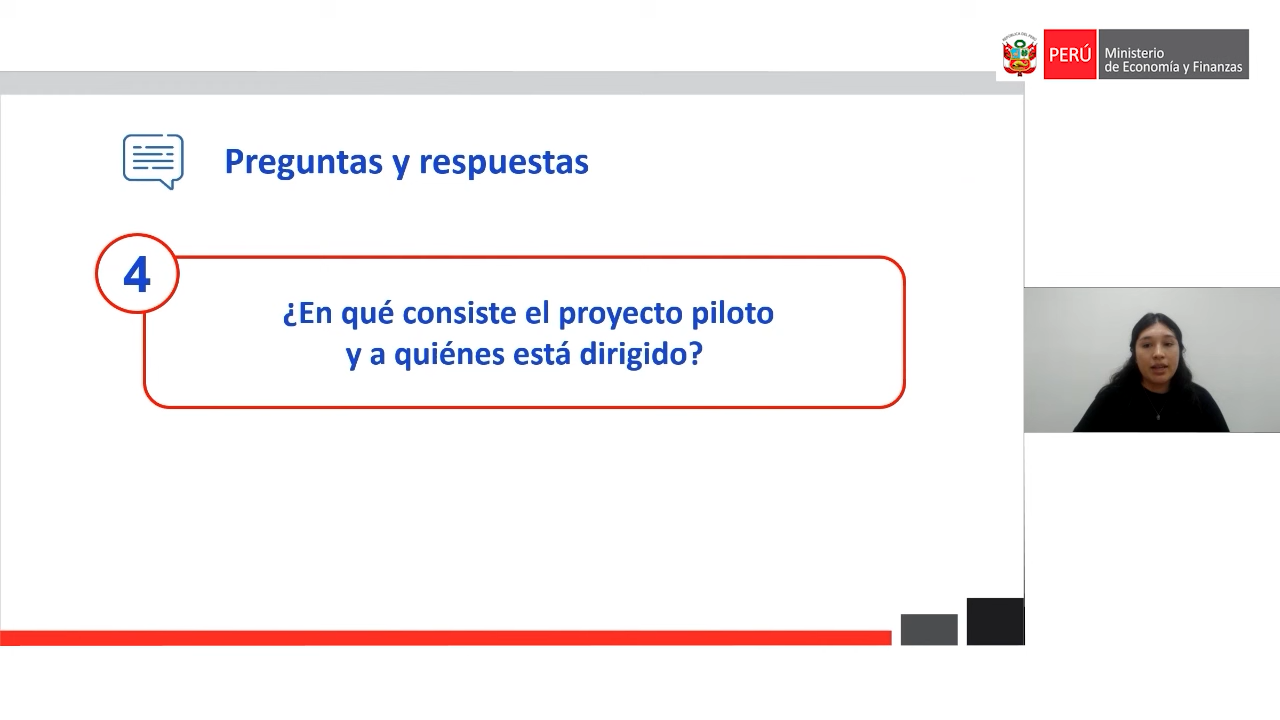 PERÚ
Ministerio
de Economía y Finanzas
Preguntas y respuestas
4
¿En qué consiste el proyecto piloto
y a quiénes está dirigido?